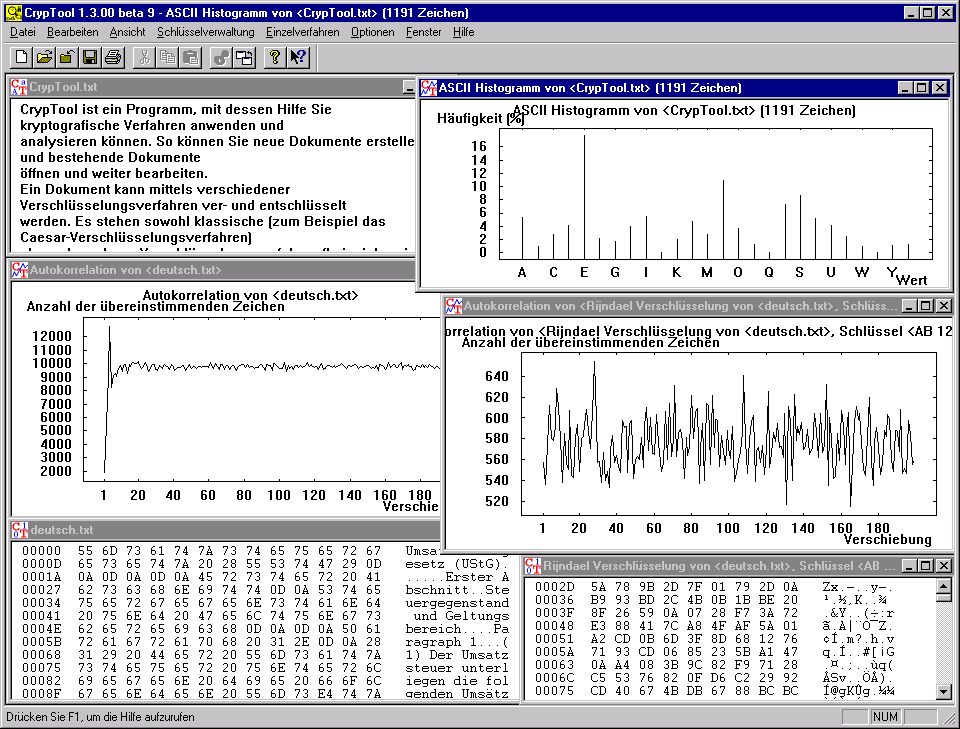 CrypTool 1.3.00 beta 9 - ASCII Histogramm von <CrypTool.txt> (1191 Zeichen)
Datei Bearbeiten Ansicht Schlüsselverwaltung Einzelverfahren Optionen Fenster Hilfe
CrypTool.txt
CrypTool ist ein Programm, mit dessen Hilfe Sie
kryptografische Verfahren anwenden und
analysieren können. So können Sie neue Dokumente erstelle
und bestehende Dokumente
öffnen und weiter bearbeiten.
Ein Dokument kann mittels verschiedener
Verschlüsselungsverfahren ver- und entschlüsselt
werden. Es stehen sowohl klassische (zum Beispiel das
Caesar-Verschlüsselungsverfahren)
ASCII Histogramm von <CrypTool.txt> (1191 Zeichen)
ASCII Histogramm von <CrypTool.txt> (1191 Zeichen)
Häufigkeit (%)
16
14
12
10
8
6
4
2
0
A C E G I K M O Q S U W Y
Wert
Autokorrelation von <deutsch.txt>
Autokorrelation von <deutsch.txt>
Anzahl der übereinstimmenden Zeichen
12000
11000
10000
9000
8000
7000
6000
5000
4000
3000
2000
1 20 40 60 80 100 120 140 160 180
Verschie
Autokorrelation von <Rijndael Verschlüsselung von <deutsch.txt>, Schlüss...
orrelation von <Rijndael Verschlüsselung von <deutsch.txt>, Schlüssel <AB 12
Anzahl der übereinstimmenden Zeichen
640
620
600
580
560
540
520
1 20 40 60 80 100 120 140 160 180
Verschiebung
deutsch.txt
00000 55 6D 73 61 74 7A 73 74 65 75 65 72 67 Umsat
0000D 65 73 65 74 7A 20 28 55 53 74 47 29 0D esetz (UStG).
0001A 0A 0D 0A 0D 0A 45 72 73 74 65 72 20 41 .....Erster A
00027 62 73 63 68 6E 69 74 74 0D 0A 53 74 65 bschnitt..Ste
00034 75 65 72 67 65 67 65 6E 73 74 61 6E 64 uergegenstand
00041 20 75 6E 64 20 47 65 6C 74 75 6E 67 73 und Geltungs
0004E 62 65 72 65 69 63 68 0D 0A 0D 0A 50 61 bereich....Pa
0005B 72 61 67 72 61 70 68 20 31 2E 0D 0A 28 ragraph 1...(
00068 31 29 20 44 65 72 20 55 6D 73 61 74 7A 1) Der Umsatz
00075 73 74 65 75 65 72 20 75 6E 74 65 72 6C steuer unterl
00082 69 65 67 65 6E 20 64 69 65 20 66 6F 6C iegen die fol
0008F 67 65 6E 64 65 6E 20 55 6D 73 E4 74 7A genden Umsätz
Rijndael Verschlüsselung von <deutsch.txt>, Schlüssel <AB ...
0002D 5A 78 9B 2D 7F 01 79 2D 0A Zx.-..y-.
00036 B9 93 BD 2C 4B 0B 1B BE 20 ¹.½,K..¾
0003F 8F 26 59 0A 07 28 F7 3A 72 .&Y..(÷:r
00048 E3 88 41 7C A8 4F AF 5A 01 ã.A|¨O¯Z.
00051 A2 CD 0B 6D 3F 8D 68 12 76 ¢Í.m?.h.v
0005A 71 93 CD 06 85 23 5B A1 47 q.Í..#[¡G
00063 0A A4 08 3B 9C 82 F9 71 28 .¤.;..ùq(
0006C C5 53 76 82 0F D6 C2 29 92 ÅSv..ÖÂ).
00075 CD 40 67 4B DB 67 88 BC BC Í@gKÛg.¼¼
Drücken Sie F1, um die Hilfe aufzurufen
NUM